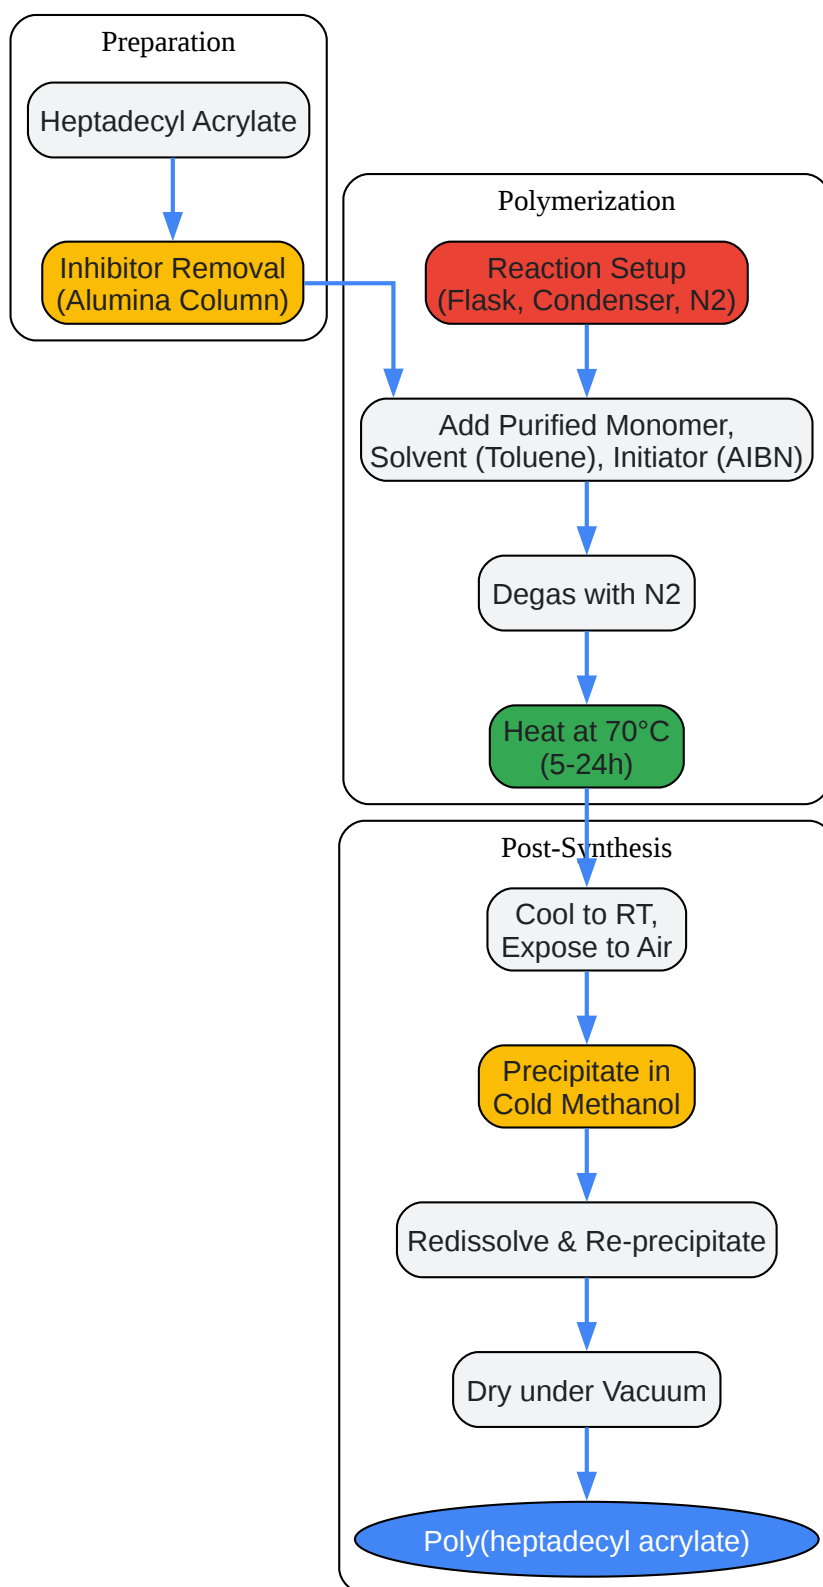 Preparation
Heptadecyl Acrylate
Inhibitor Removal
(Alumina Column)
Polymerization
Reaction Setup
(Flask, Condenser, N2)
Add Purified Monomer,
Solvent (Toluene), Initiator (AIBN)
Degas with N2
Heat at 70°C
(5-24h)
Post-Synthesis
Cool to RT,
Expose to Air
Precipitate in
Cold Methanol
Redissolve & Re-precipitate
Dry under Vacuum
Poly(heptadecyl acrylate)